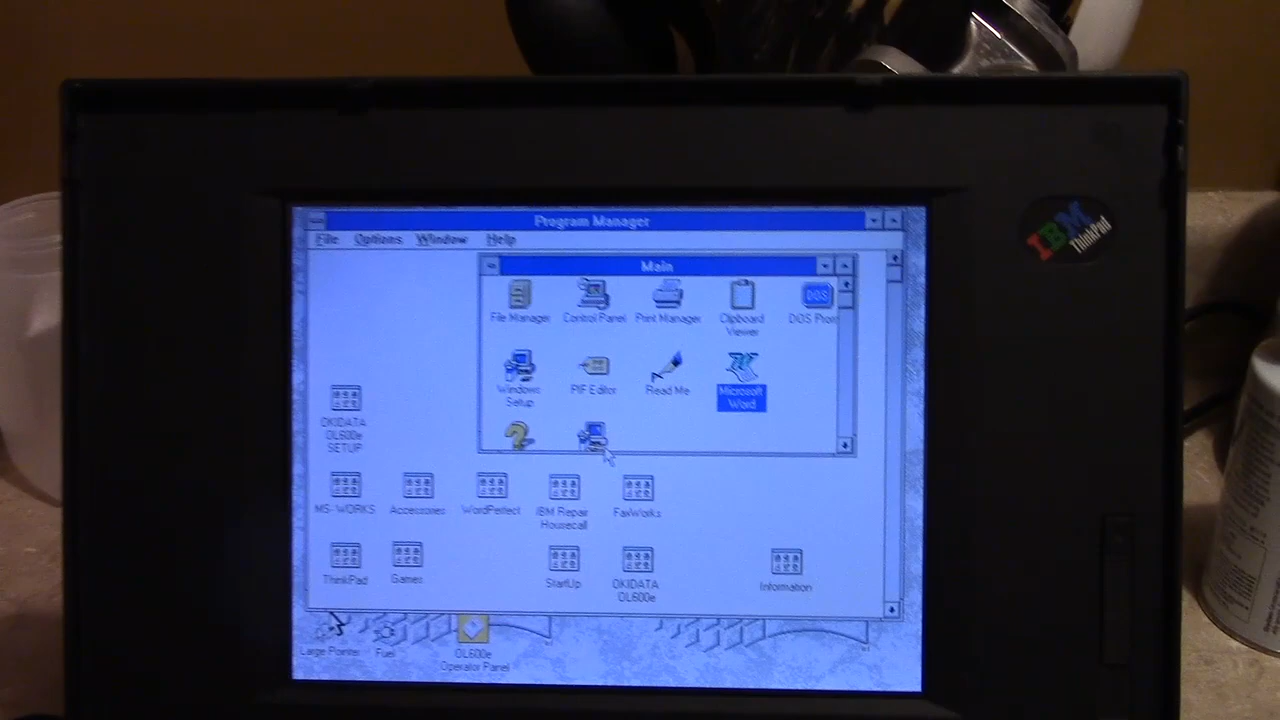 Program Manager
File Options Window Help
Main
File Manager
Control Panel
Print Manager
Clipboard
Viewer
DOS
DOS Prom
Windows
Setup
PIF Editor
Read Me
Microsoft
Word
OKIDATA
OL600e
SETUP
MS-WORKS
Accessories
WordPerfect
IBM Repair
Housecall
FaxWorks
ThinkPad
Games
StartUp
OKIDATA
OL600e
Information
Large Pointer
Fuel
OL600e
Operator Panel
IBM
ThinkPad